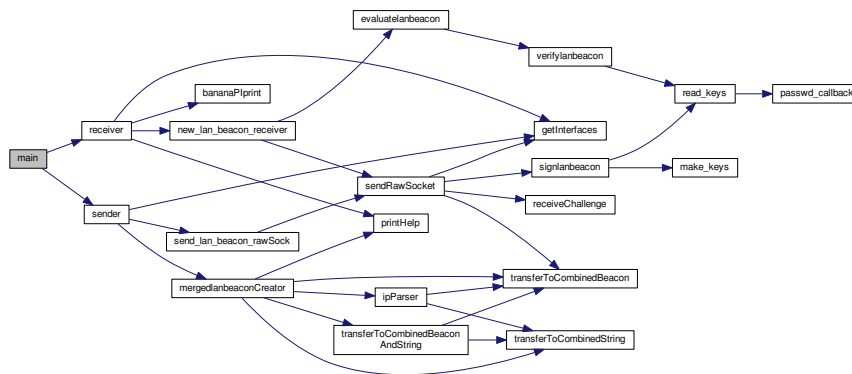 evaluatelanbeacon
verifylanbeacon
bananaPIprint
read_keys
passwd_callback
receiver
new_lan_beacon_receiver
getInterfaces
main
signlanbeacon
make_keys
sendRawSocket
receiveChallenge
sender
printHelp
send_lan_beacon_rawSock
transferToCombinedBeacon
mergedlanbeaconCreator
ipParser
transferToCombinedBeacon
AndString
transferToCombinedString